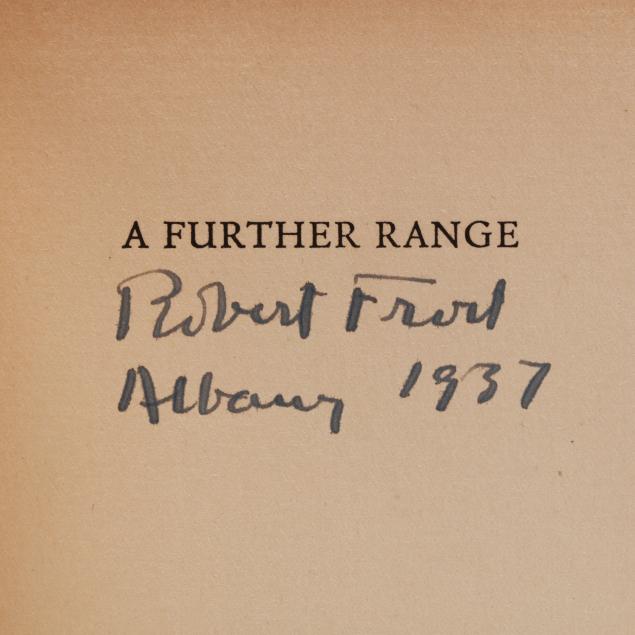 A FURTHER RANGE
Robert Frost
Albany 1937